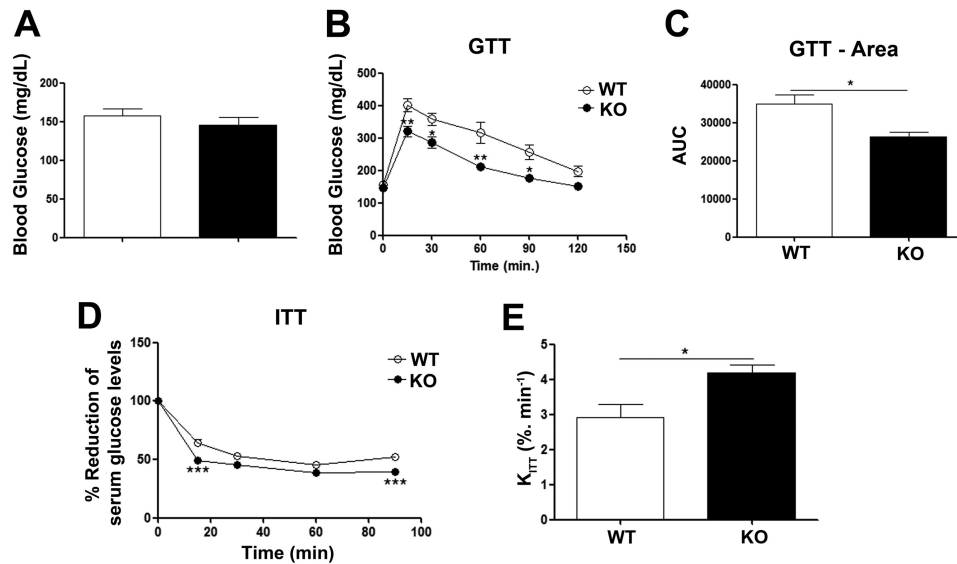 A
Blood Glucose (mg/dL)
200
150
100
50
0
B
GTT
Blood Glucose (mg/dL)
500
400
300
200
100
0
0 30 60 90 120 150
Time (min.)
WT
KO
** * ** *
C
GTT - Area
*
AUC
40000
30000
20000
10000
0
WT KO
D
ITT
% Reduction of
serum glucose levels
150
100
50
0
0 20 40 60 80 100
Time (min)
WT
KO
*** ***
E
*
K_ITT (%. min⁻¹)
5
4
3
2
1
0
WT KO